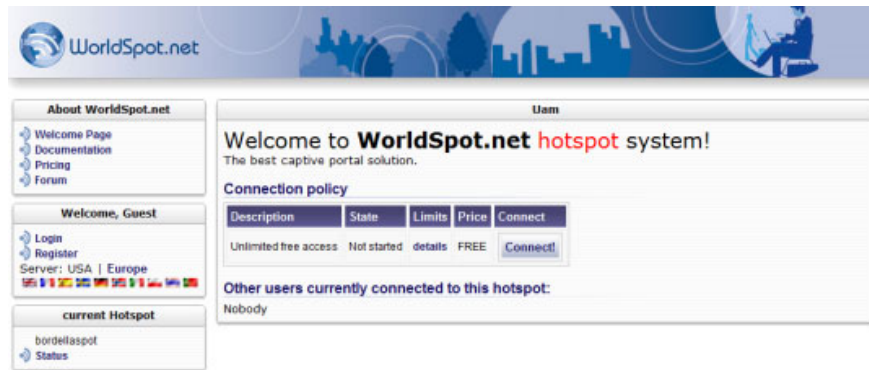 WorldSpot.net
About WorldSpot.net
Welcome Page
Documentation
Pricing
Forum
Welcome, Guest
Login
Register
Server: USA | Europe
current Hotspot
bordellaspot
Status
Uam
Welcome to WorldSpot.net hotspot system!
The best captive portal solution.
Connection policy
Description State Limits Price Connect
Unlimited free access Not started details FREE Connect!
Other users currently connected to this hotspot:
Nobody